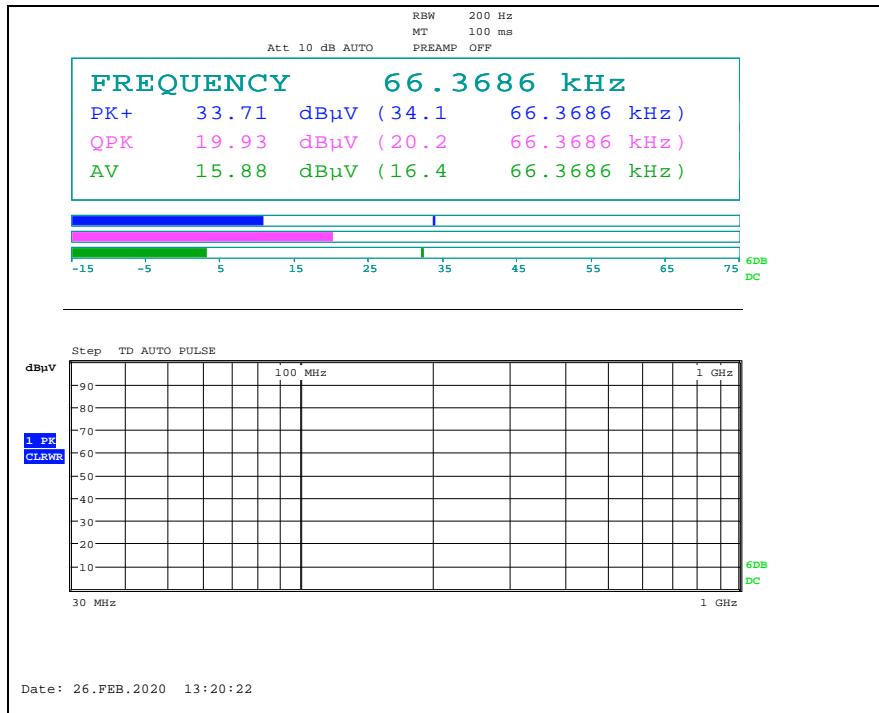 RBW 200 Hz
MT 100 ms
Att 10 dB AUTO PREAMP OFF
FREQUENCY 66.3686 kHz
PK+ 33.71 dBµV (34.1 66.3686 kHz)
QPK 19.93 dBµV (20.2 66.3686 kHz)
AV 15.88 dBµV (16.4 66.3686 kHz)
-15 -5 5 15 25 35 45 55 65 75
6DB
DC
Step TD AUTO PULSE
dBµV
100 MHz 1 GHz
90
80
70
1 PK
CLRWR
60
50
40
30
20
10
6DB
DC
30 MHz 1 GHz
Date: 26.FEB.2020 13:20:22